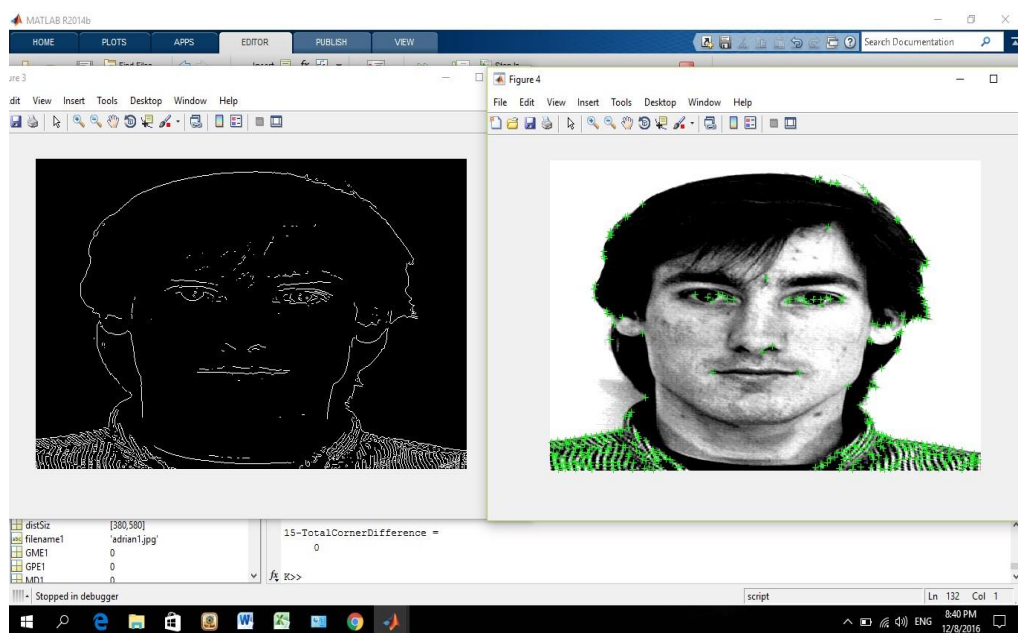 MATLAB R2014b
HOME PLOTS APPS EDITOR PUBLISH VIEW Search Documentation
Find Files Insert fx
ure 3
dit View Insert Tools Desktop Window Help
Figure 4
File Edit View Insert Tools Desktop Window Help
distSiz [380,580]
filename1 'adrian1.jpg'
GME1 0
GPE1 0
MD1 0
15-TotalCornerDifference =
0
fx K>>
Stopped in debugger script Ln 132 Col 1
ENG 8:40 PM
12/8/2016